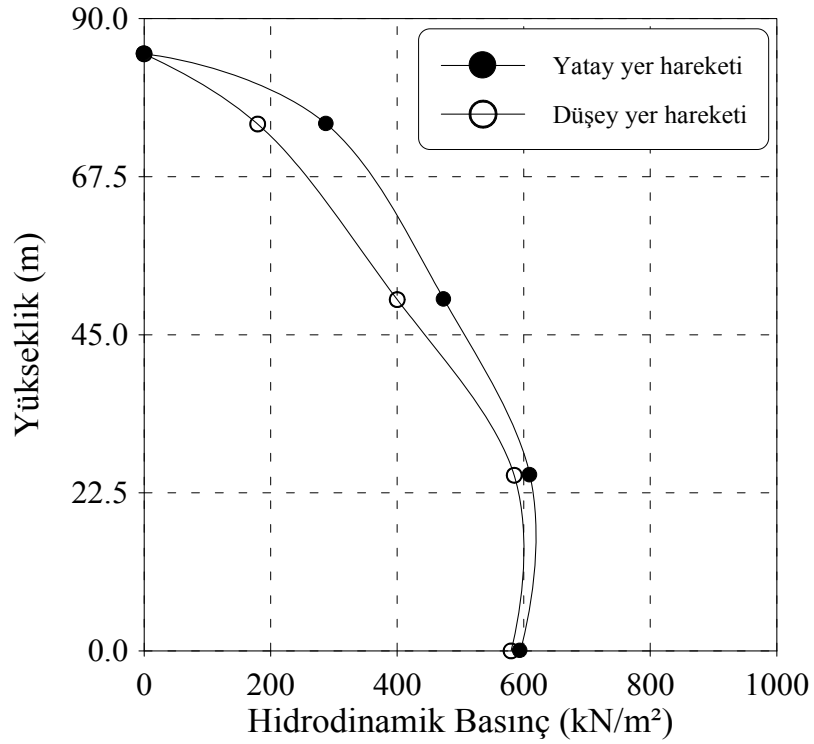 90.0
67.5
45.0
22.5
0.0
Yükseklik (m)
Yatay yer hareketi
Düşey yer hareketi
0 200 400 600 800 1000
Hidrodinamik Basınç (kN/m²)